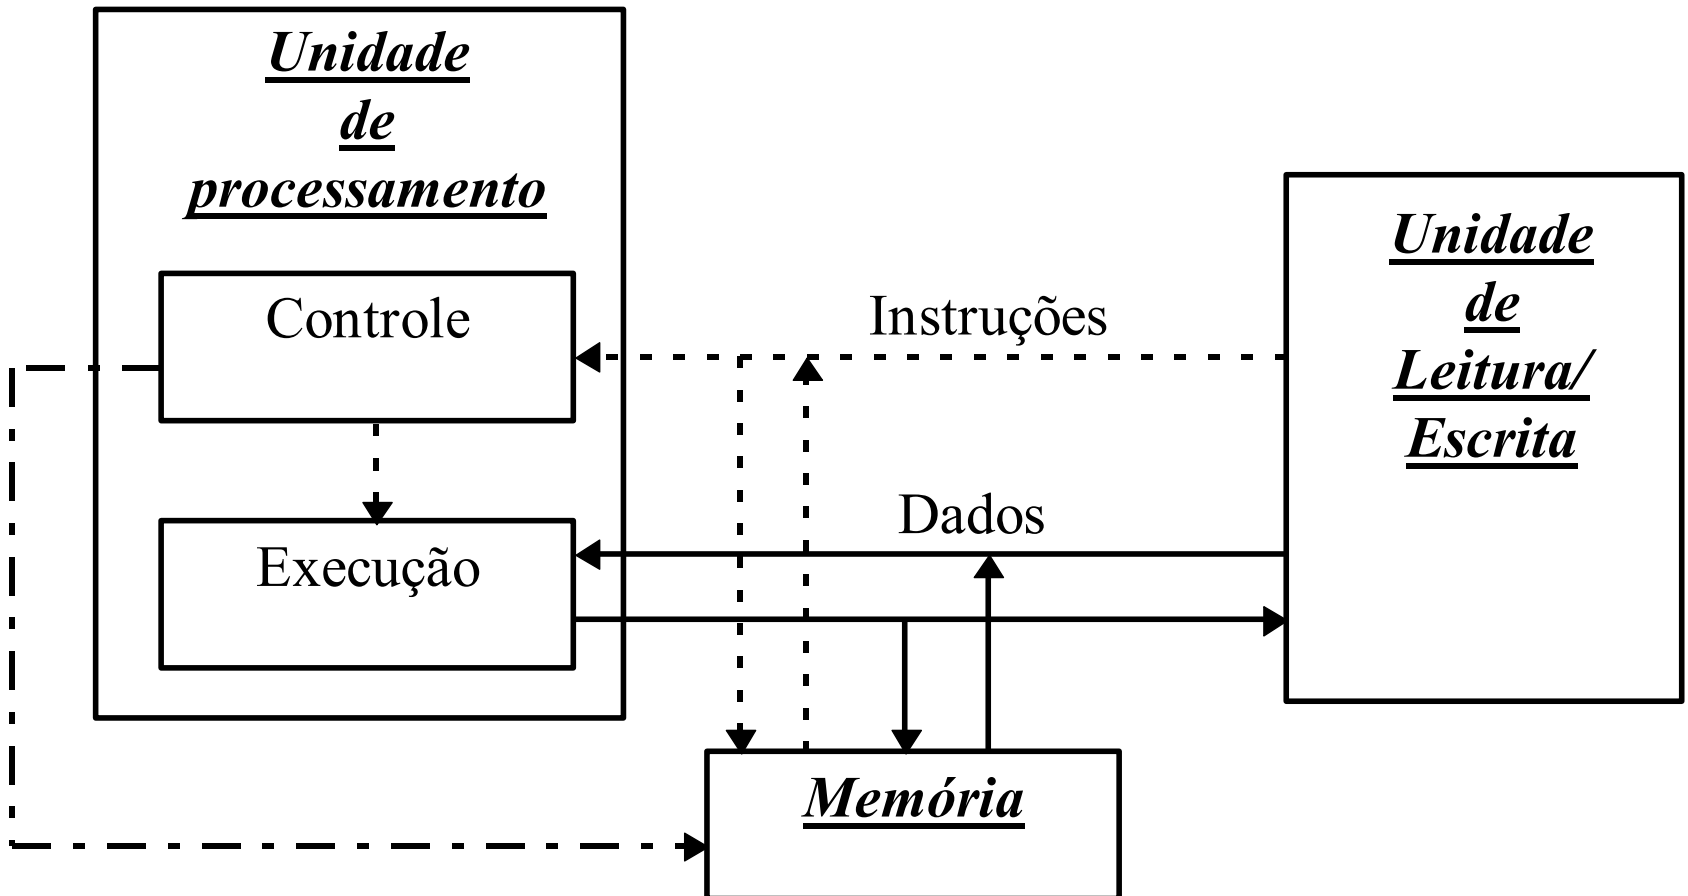 Unidade
de
processamento
Controle
Execução
Instruções
Dados
Unidade
de
Leitura/
Escrita
Memória